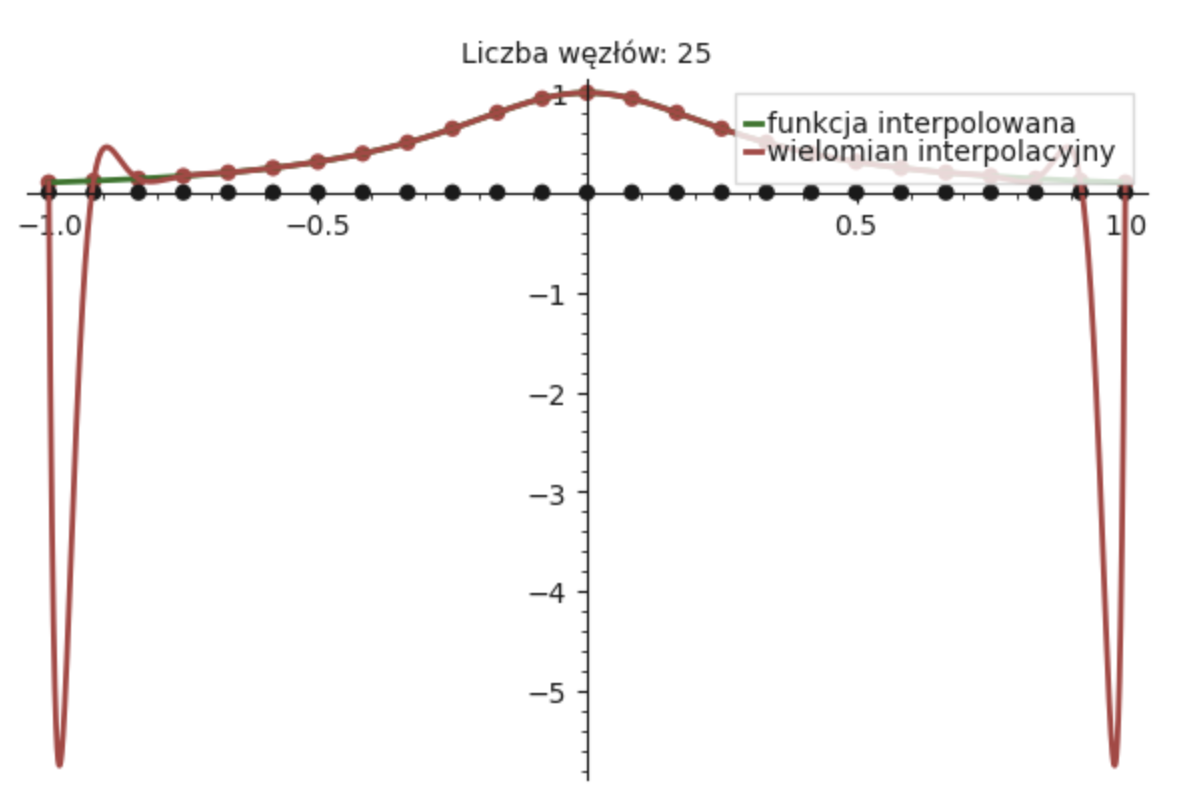 Liczba węzłów: 25
1
funkcja interpolowana
wielomian interpolacyjny
−1.0 −0.5 0.5 1.0
−1
−2
−3
−4
−5